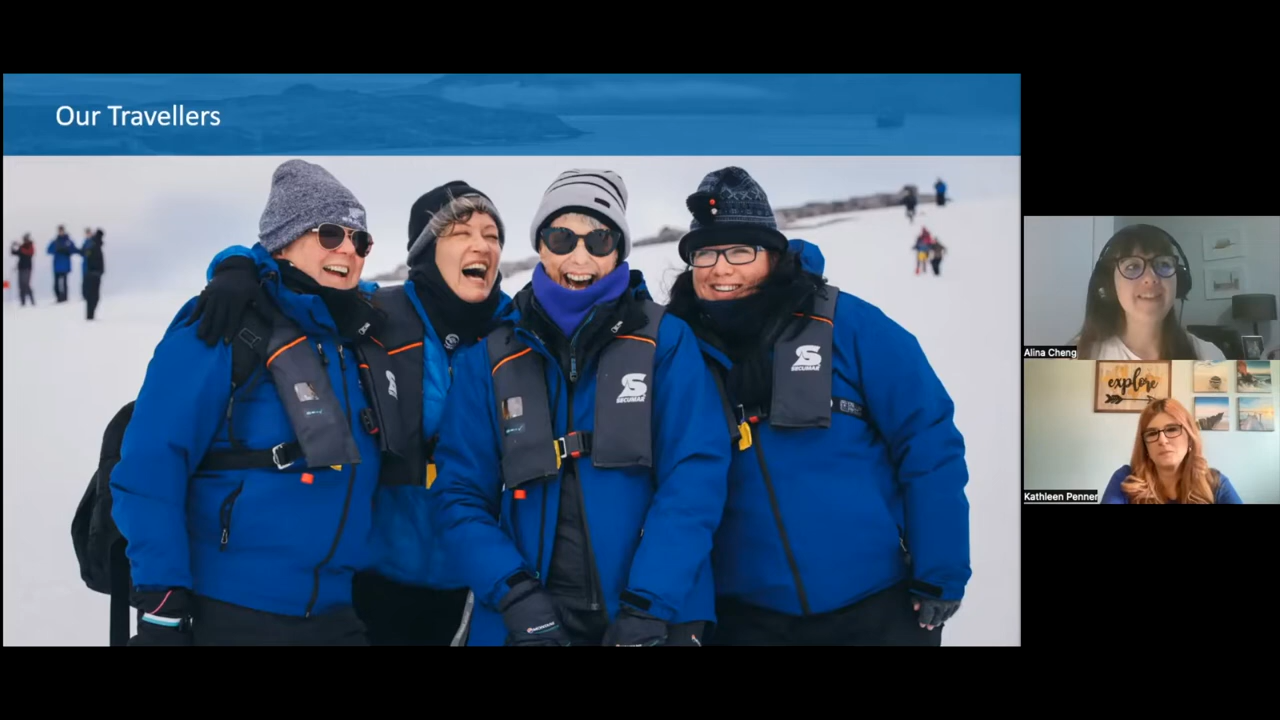 Our Travellers
S
SECUMAR
S
SECUMAR
Alina Cheng
explore
Kathleen Penner